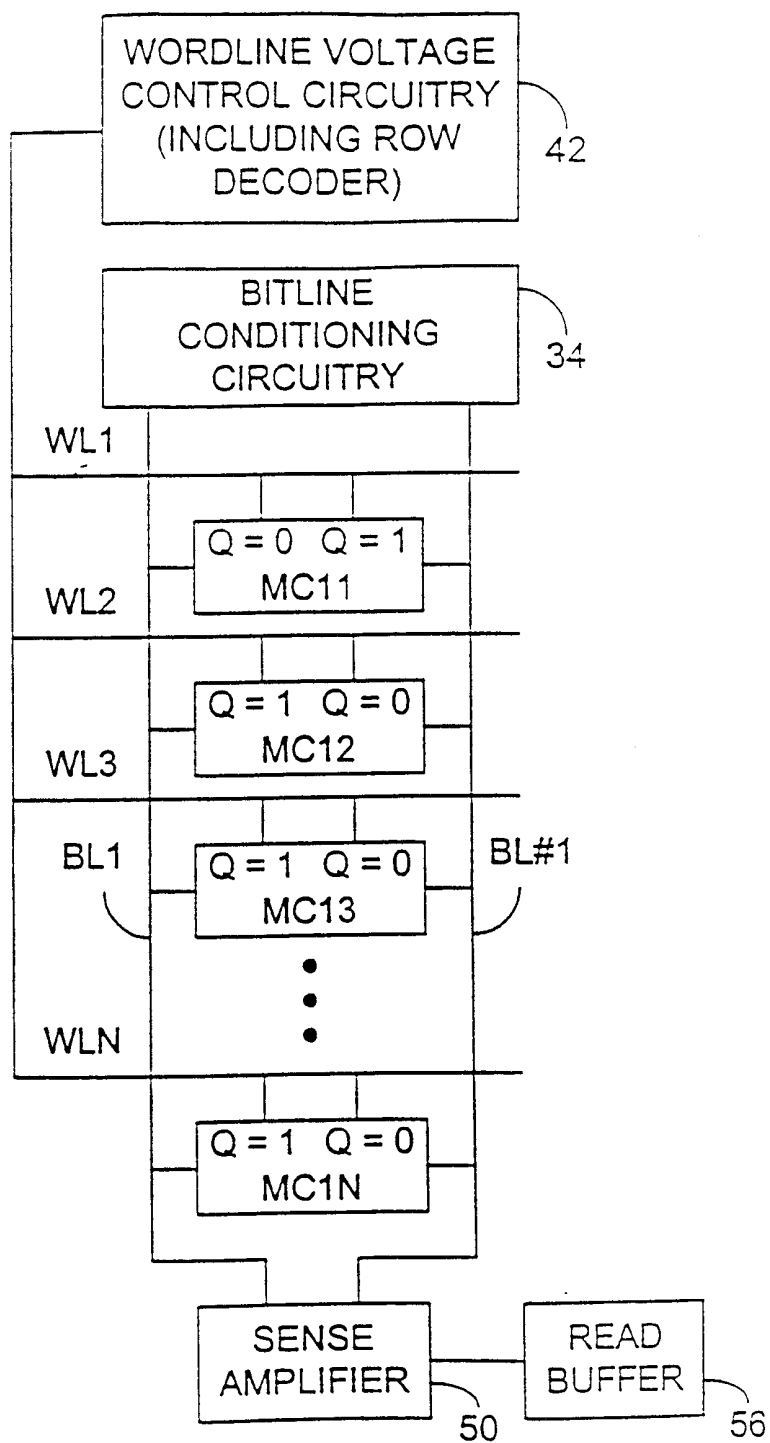 WORDLINE VOLTAGE
CONTROL CIRCUITRY
(INCLUDING ROW
DECODER)
42
BITLINE
CONDITIONING
CIRCUITRY
34
WL1
Q = 0 Q = 1
MC11
WL2
Q = 1 Q = 0
MC12
WL3
Q = 1 Q = 0
MC13
BL1
BL#1
WLN
Q = 1 Q = 0
MC1N
SENSE
AMPLIFIER
50
READ
BUFFER
56